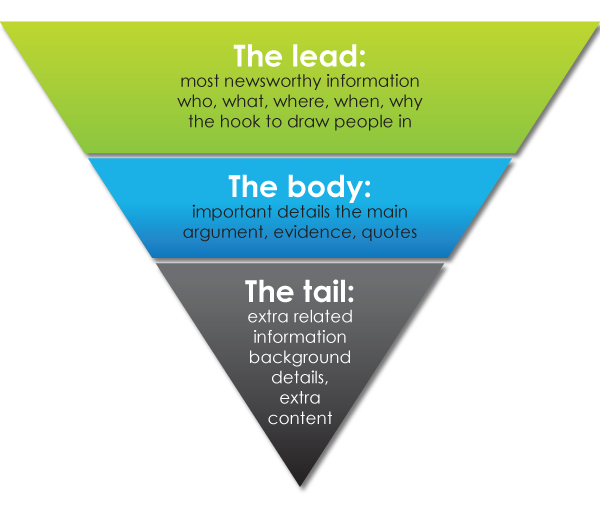 The lead:
most newsworthy information
who, what, where, when, why
the hook to draw people in
The body:
important details the main
argument, evidence, quotes
The tail:
extra related
information
background
details,
extra
content